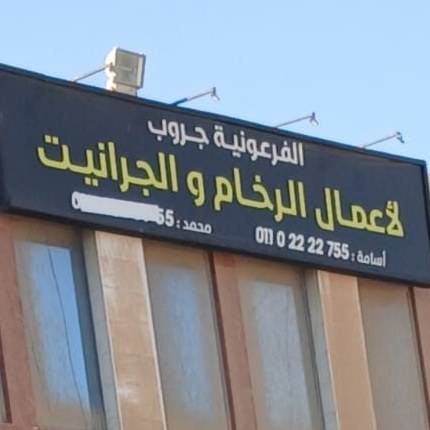 الفرعونية جروب
لأعمال الرخام و الجرانيت
أسامة : 755 22 22 0 011 محمد :